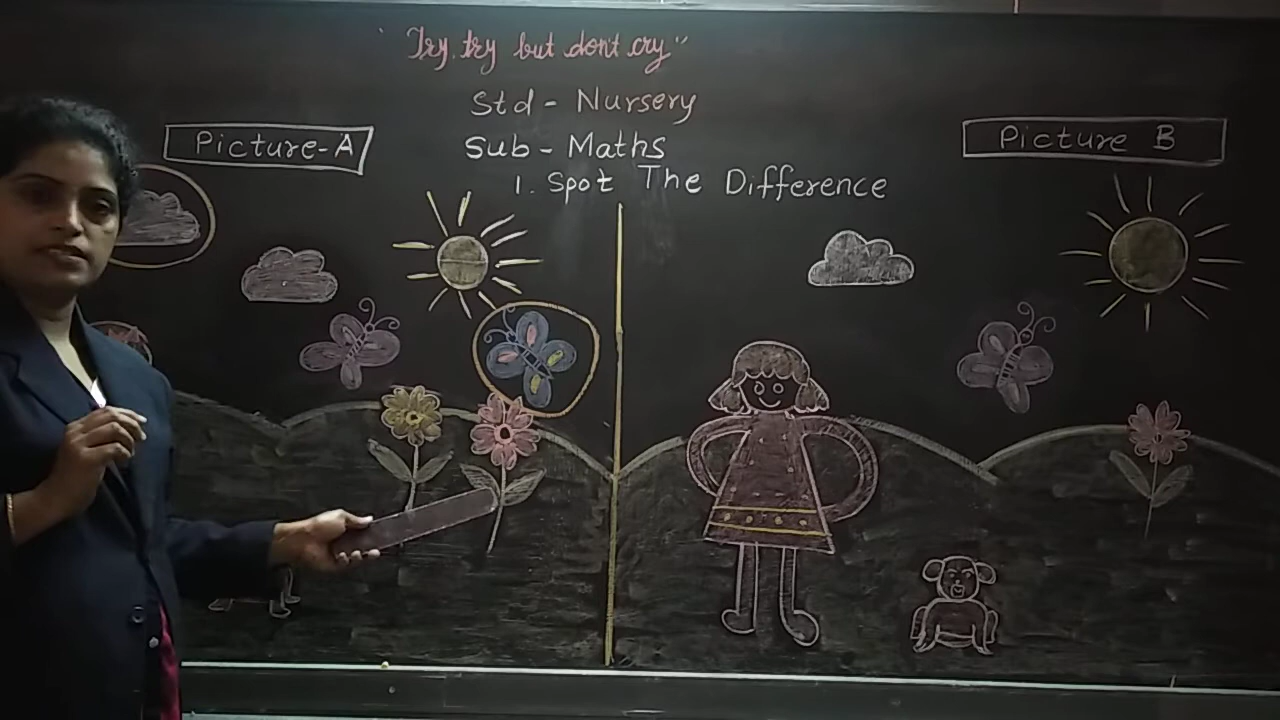 "Try, try but don't cry"
Std - Nursery
Picture-A
Sub - Maths
Picture B
1. Spot The Difference